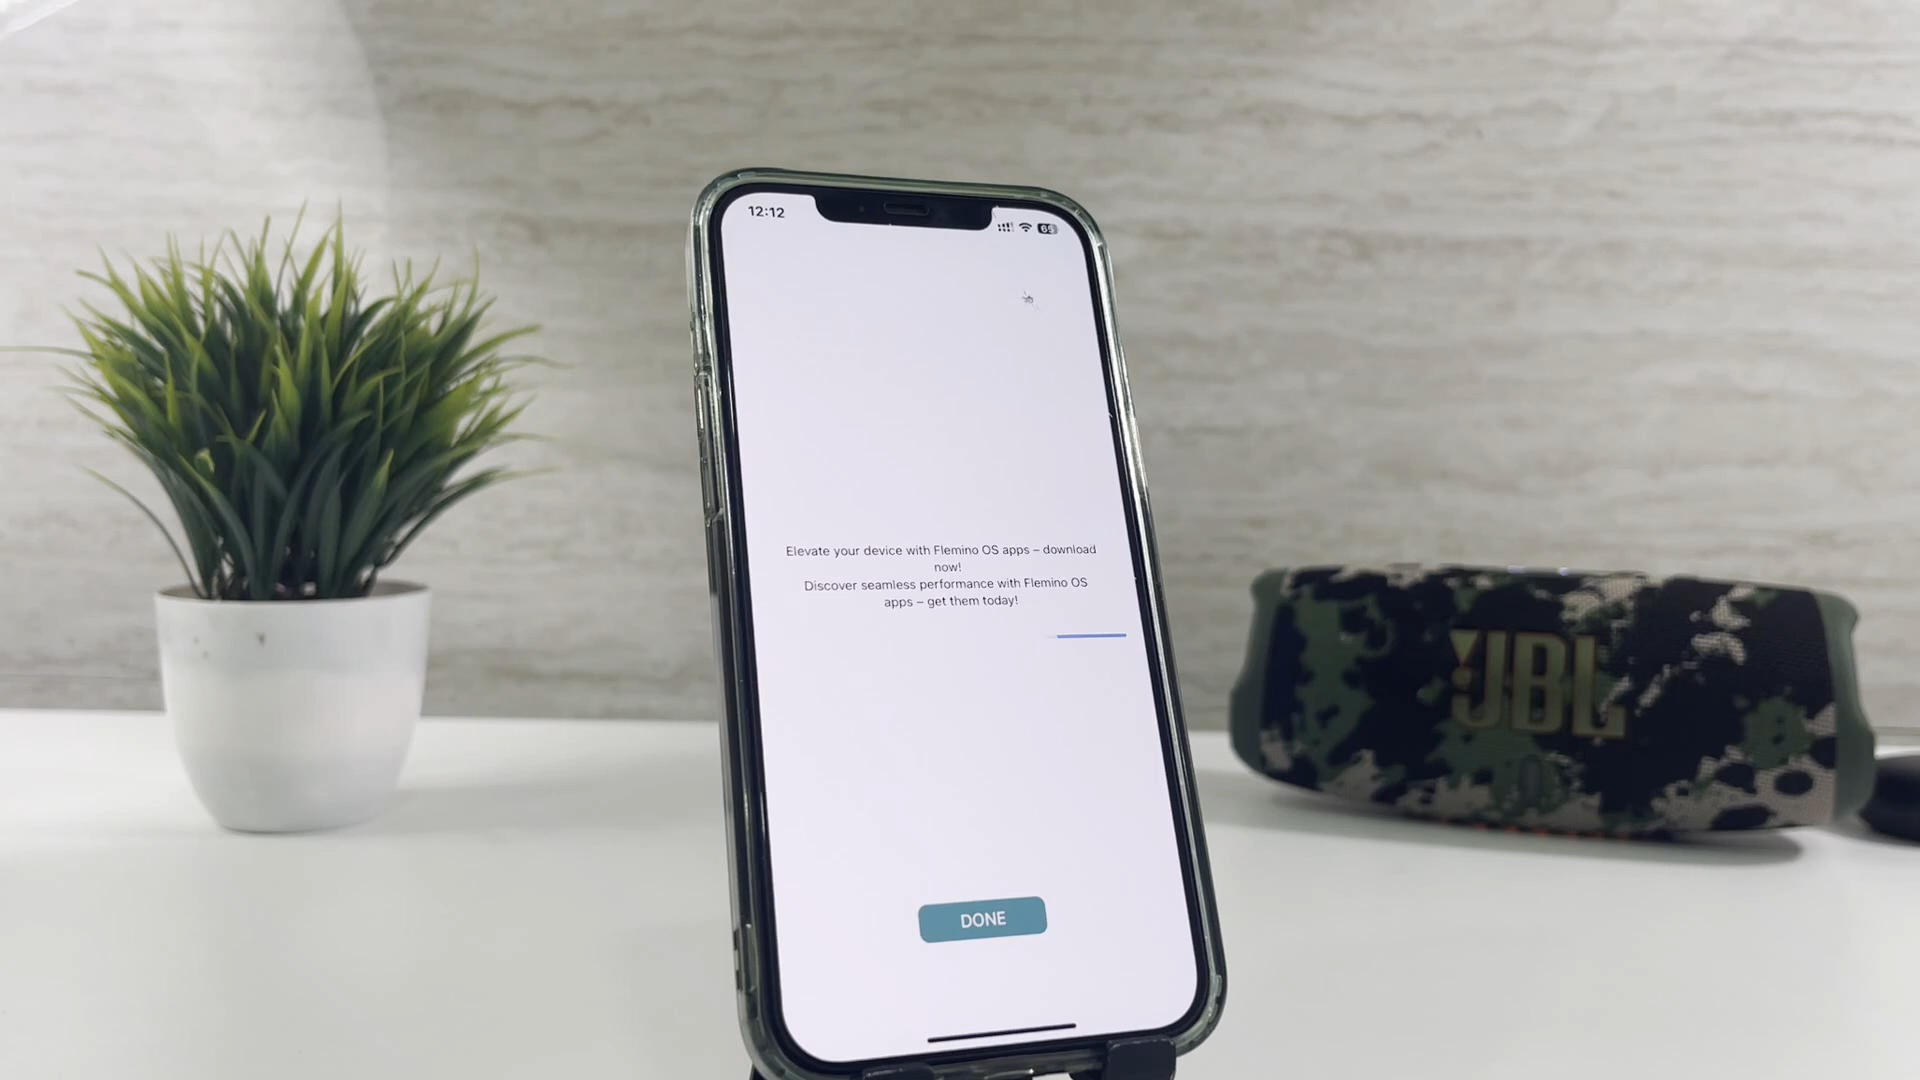 12:12
65
Elevate your device with Flemino OS apps – download
now!
Discover seamless performance with Flemino OS
apps – get them today!
DONE
JBL